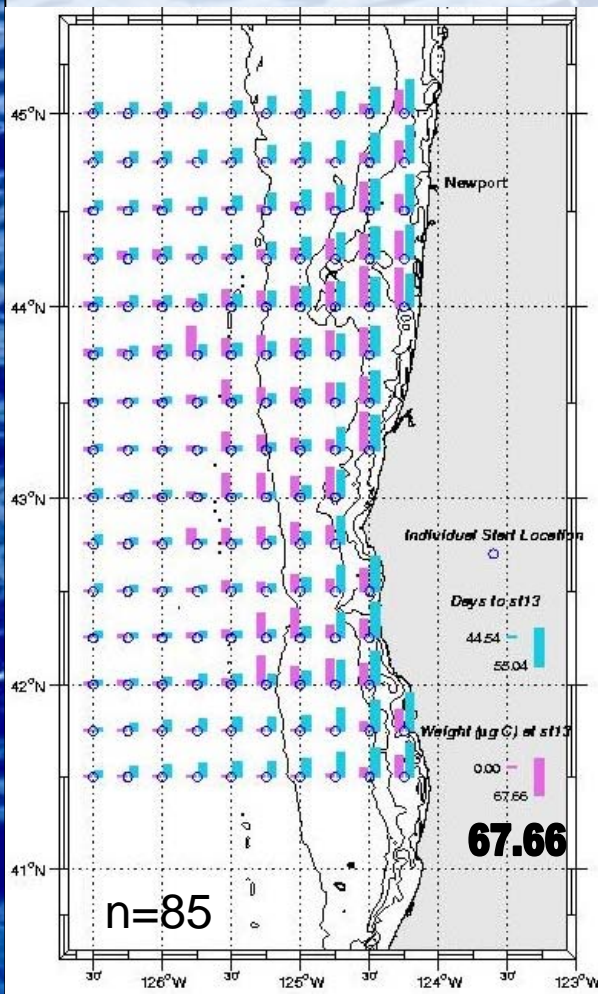 45°N
Newport
44°N
43°N
Individual Start Location
Days to st13
44.54
55.04
42°N
Weight (µg C) at st13
0.00
67.66
67.66
41°N
n=85
30' 126°W 30' 125°W 30' 124°W 30' 123°W